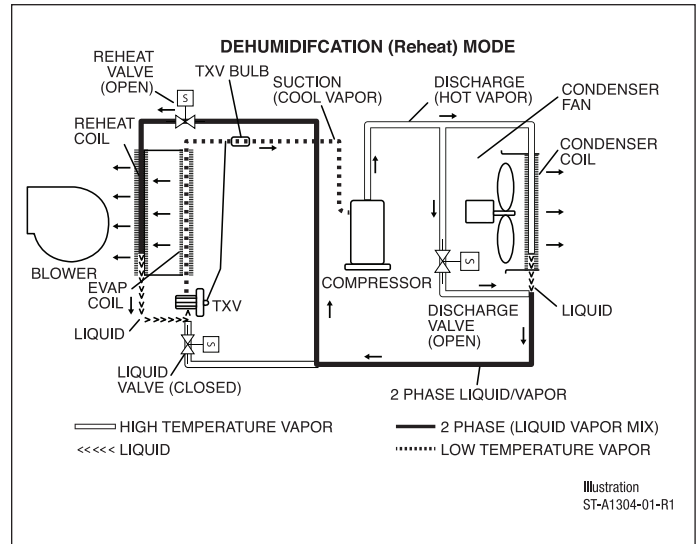 DEHUMIDIFCATION (Reheat) MODE
REHEAT
VALVE
(OPEN)
TXV BULB
SUCTION
(COOL VAPOR)
DISCHARGE
(HOT VAPOR)
CONDENSER
FAN
S
REHEAT
COIL
CONDENSER
COIL
BLOWER
EVAP
COIL
TXV
COMPRESSOR
S
LIQUID
S
LIQUID
VALVE (CLOSED)
DISCHARGE
VALVE
(OPEN)
LIQUID
2 PHASE LIQUID/VAPOR
HIGH TEMPERATURE VAPOR
2 PHASE (LIQUID VAPOR MIX)
<<<<< LIQUID
LOW TEMPERATURE VAPOR
Illustration
ST-A1304-01-R1